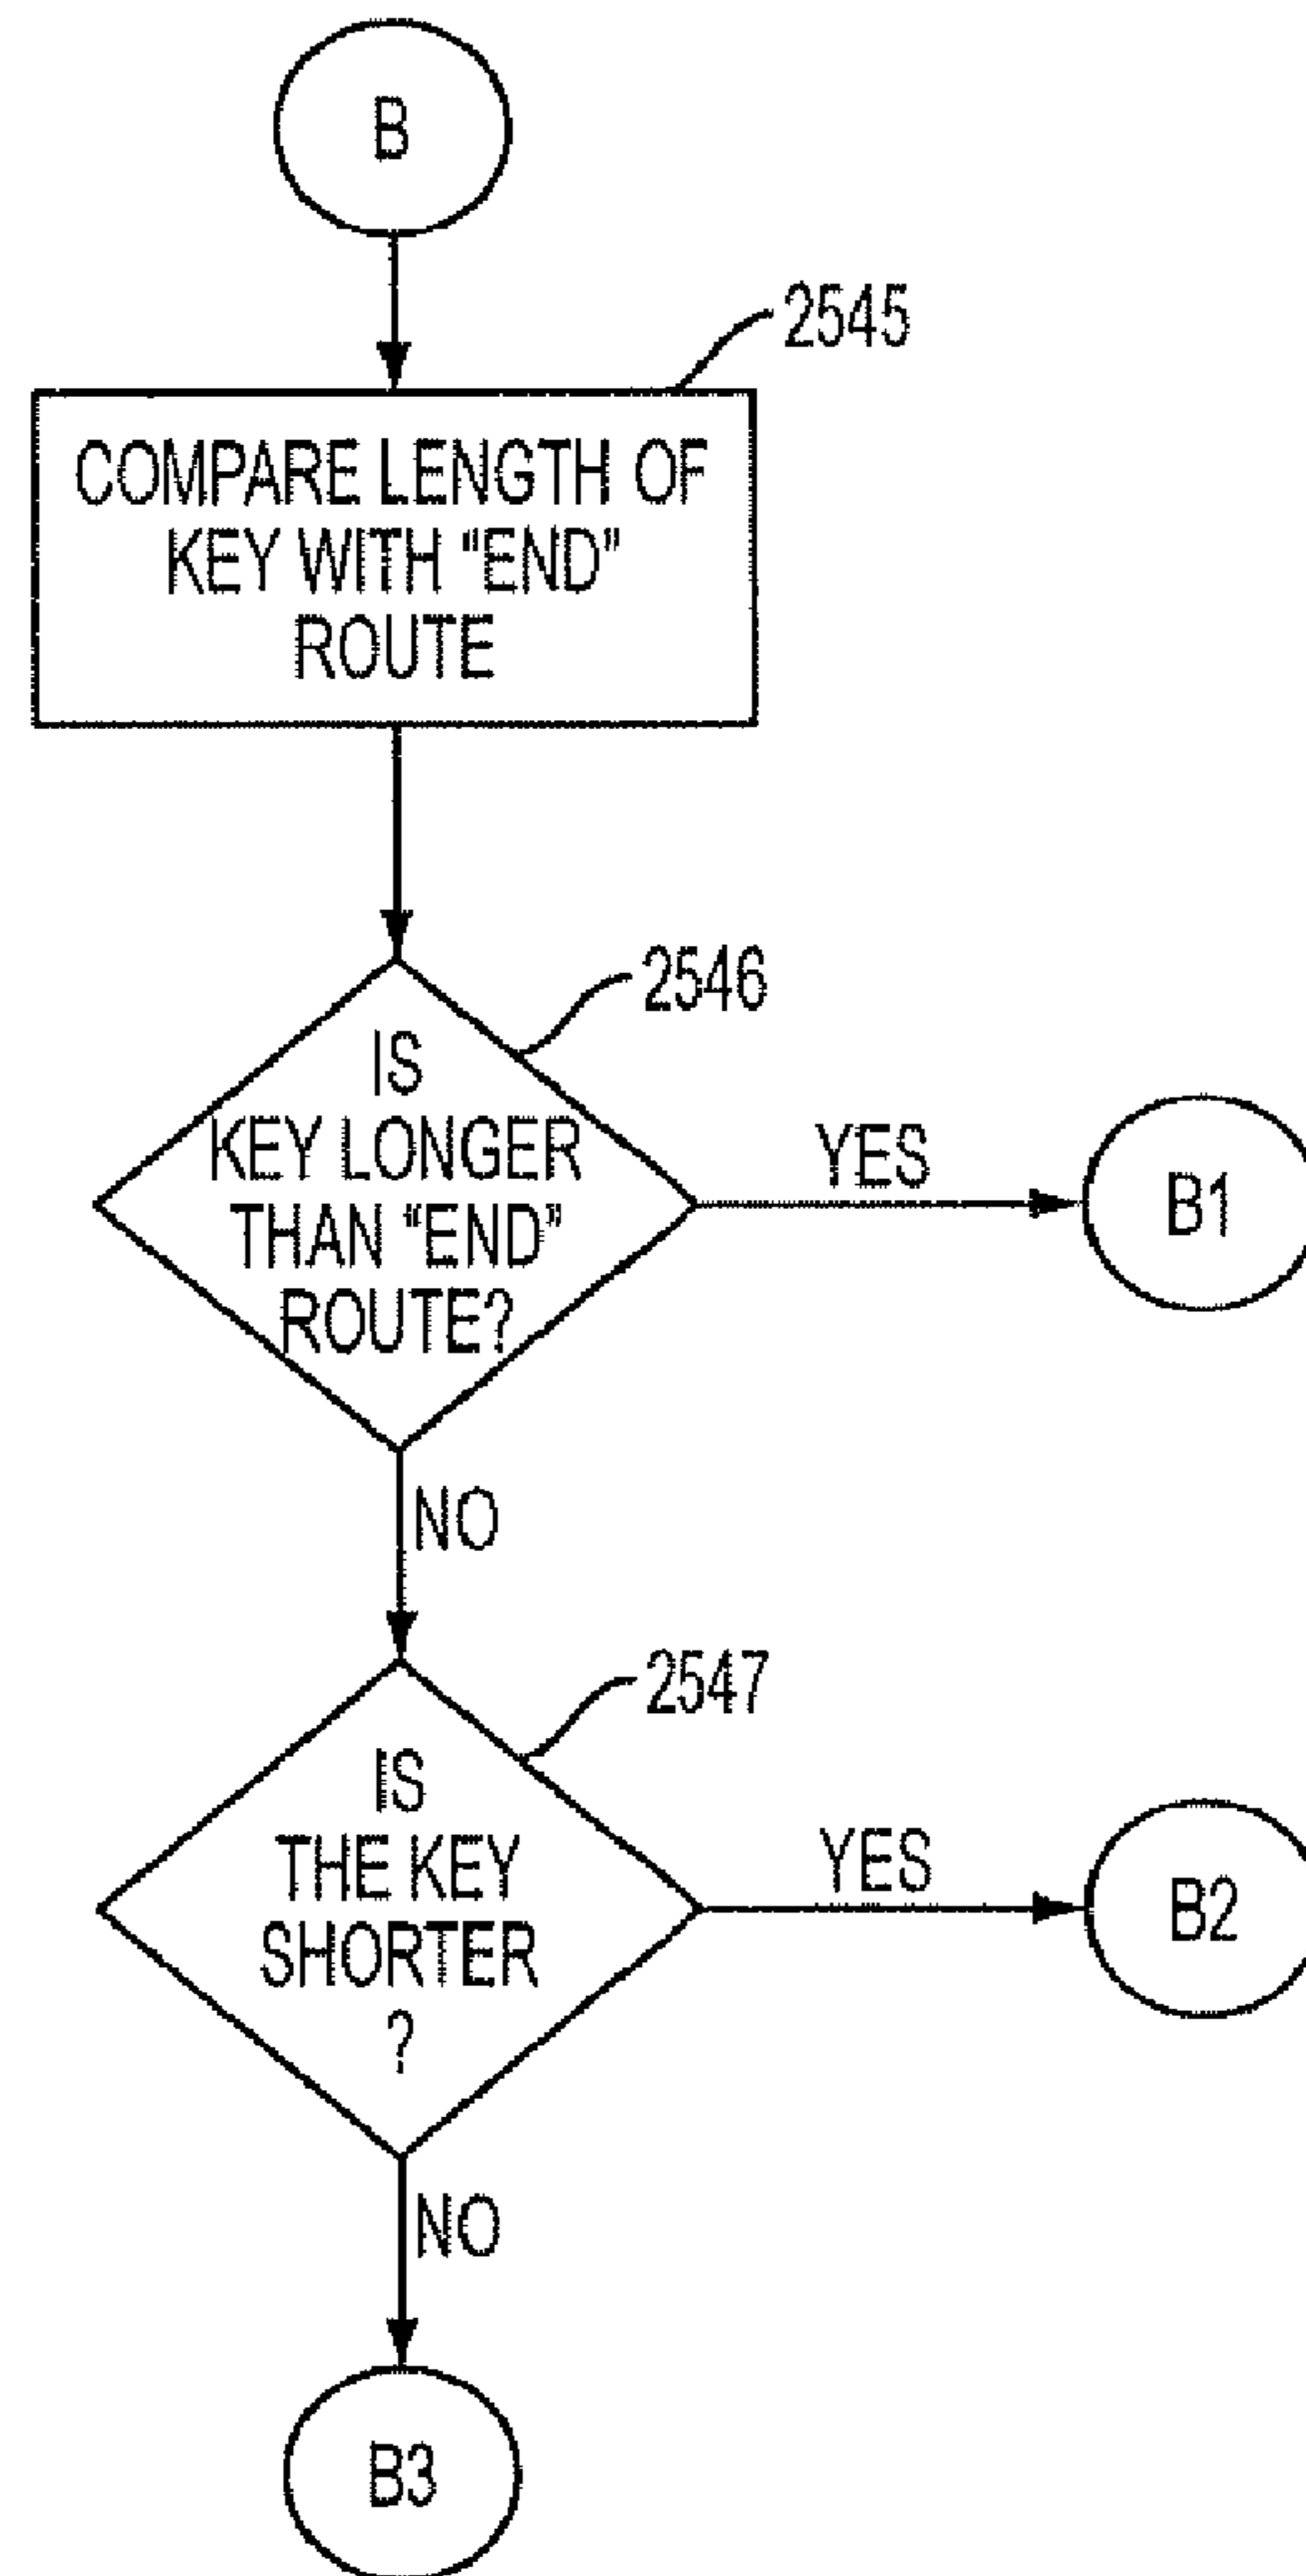 B
2545
COMPARE LENGTH OF
KEY WITH “END”
ROUTE
2546
IS
KEY LONGER
THAN “END”
ROUTE?
YES
B1
NO
2547
IS
THE KEY
SHORTER
?
YES
B2
NO
B3